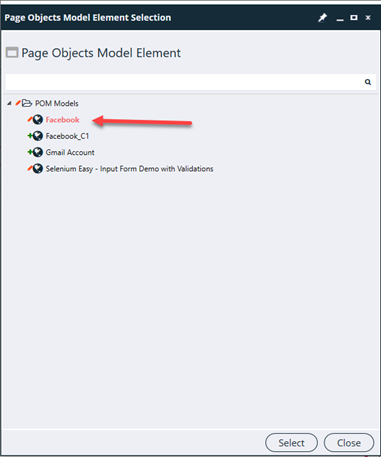 Page Objects Model Element Selection
Page Objects Model Element
POM Models
Facebook
Facebook_C1
Gmail Account
Selenium Easy - Input Form Demo with Validations
Select Close